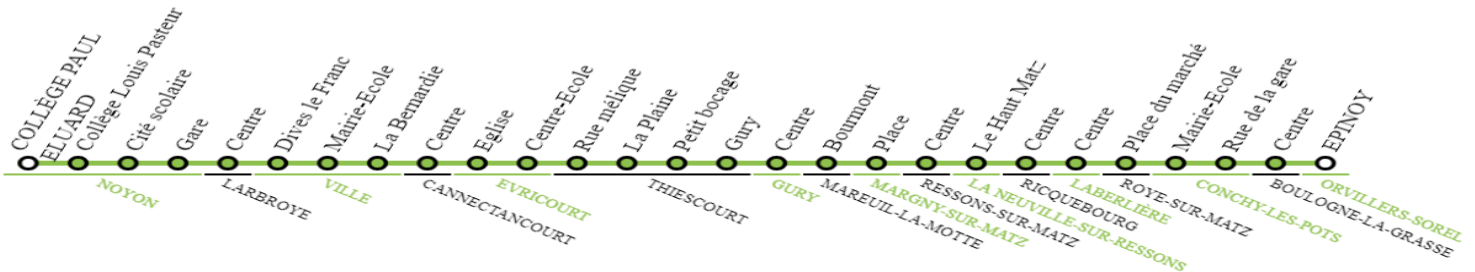 COLLÈGE PAUL
ELUARD
Collège Louis Pasteur
Cité scolaire
Gare
Centre
Dives le Franc
Mairie-Ecole
La Bernardie
Centre
Eglise
Centre-Ecole
Rue mélique
La Plaine
Petit bocage
Gury
Centre
Bourmont
Place
Centre
Le Haut Matz
Centre
Centre
Place du marché
Mairie-Ecole
Rue de la gare
Centre
EPINOY
NOYON
LARBROYE
VILLE
CANNECTANCOURT
EVRICOURT
THIESCOURT
GURY
MAREUIL-LA-MOTTE
MARGNY-SUR-MATZ
RESSONS-SUR-MATZ
LA NEUVILLE-SUR-RESSONS
RICQUEBOURG
LABERLIÈRE
ROYE-SUR-MATZ
CONCHY-LES-POTS
BOULOGNE-LA-GRASSE
ORVILLERS-SOREL